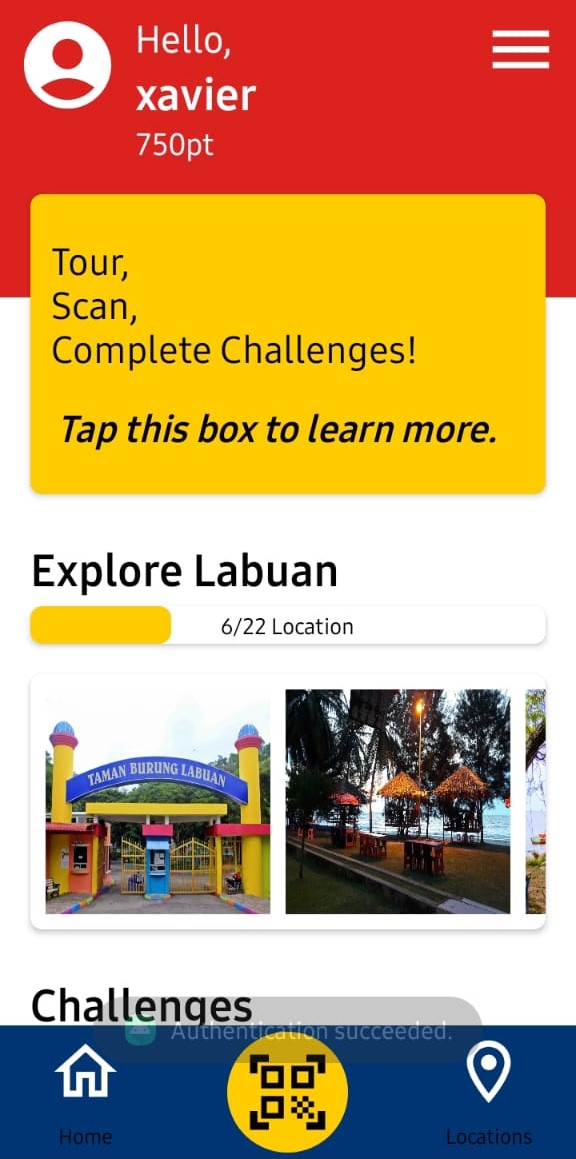 Hello,
xavier
750pt
Tour,
Scan,
Complete Challenges!
Tap this box to learn more.
Explore Labuan
6/22 Location
TAMAN BURUNG LABUAN
Challenges
Authentication succeeded.
Home
Locations